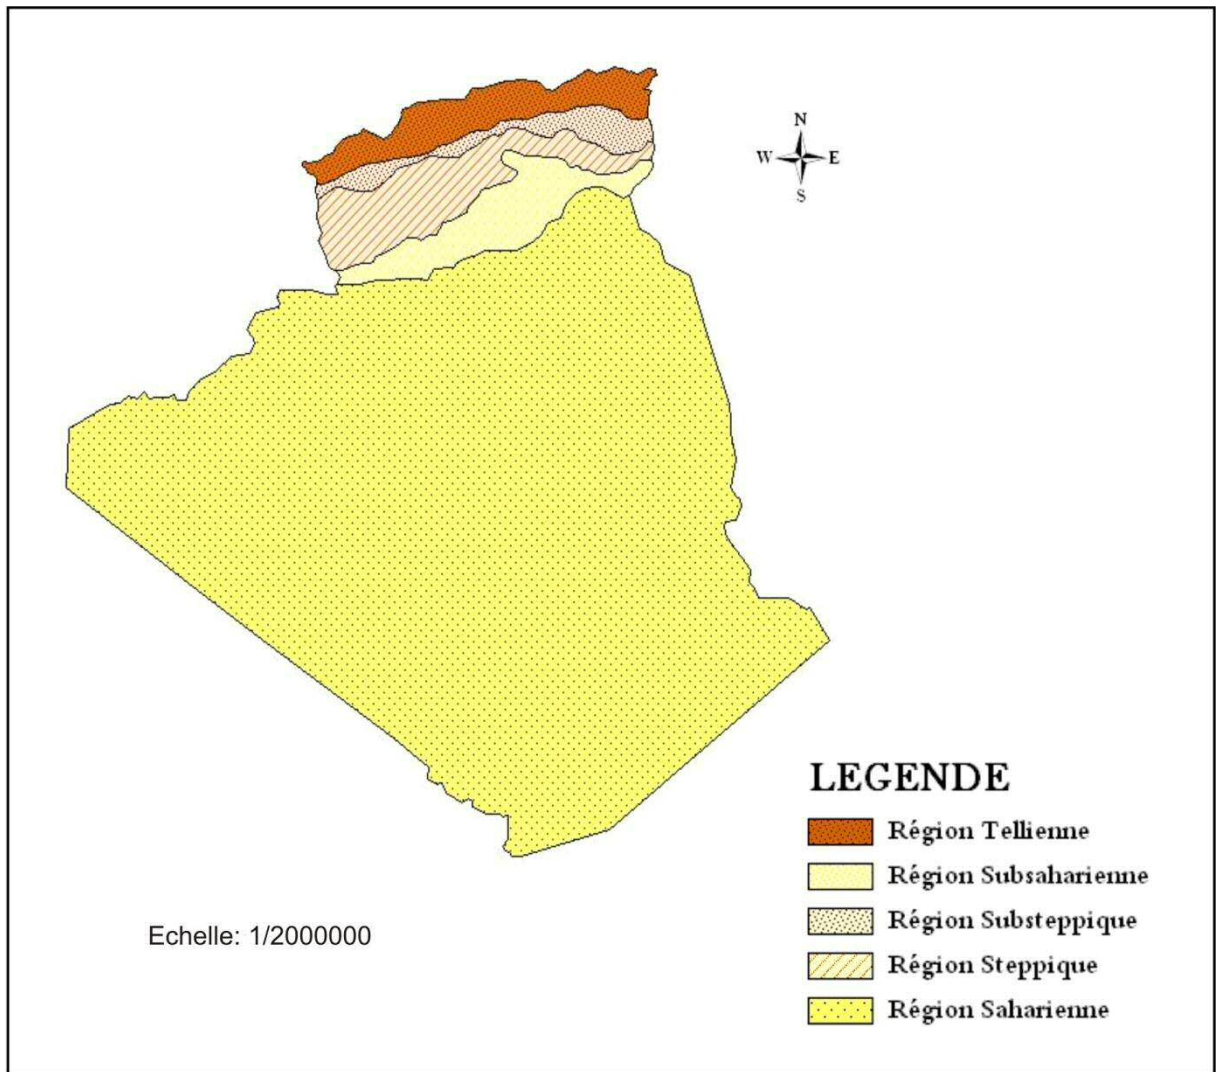 N
W E
S
LEGENDE
Région Tellienne
Région Subsaharienne
Région Substeppique
Région Steppique
Région Saharienne
Echelle: 1/2000000